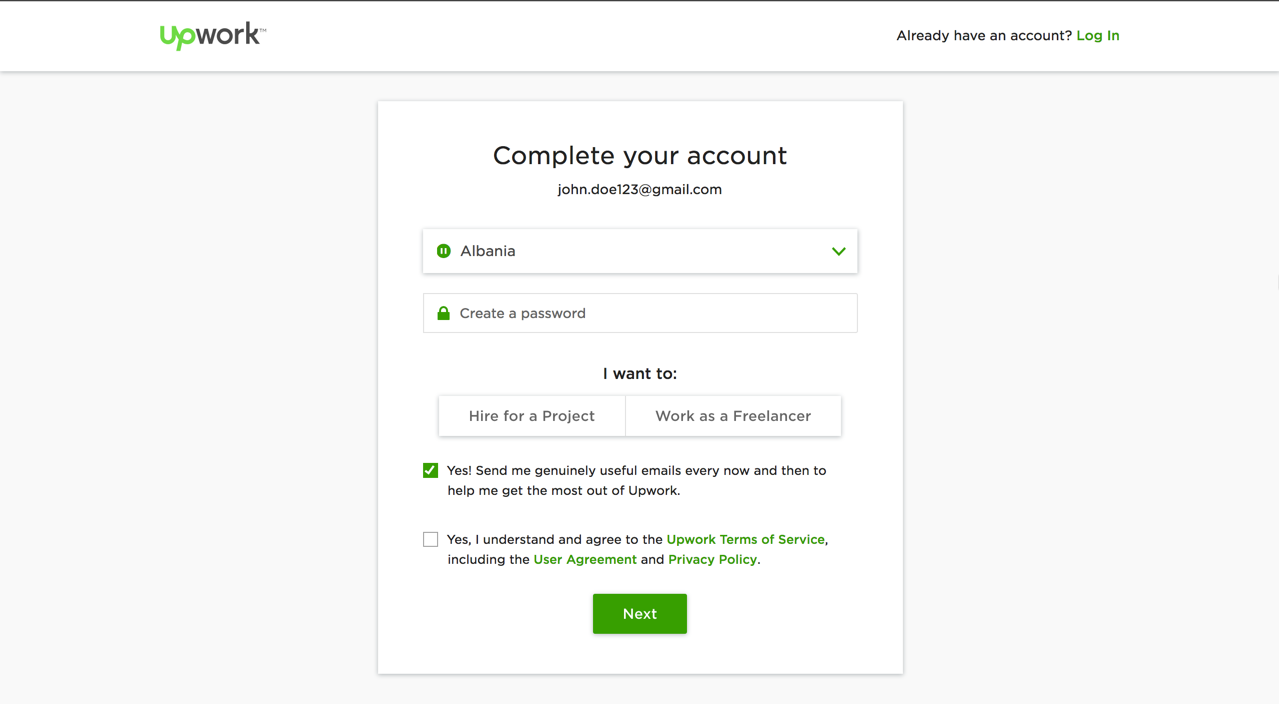 upwork™
Already have an account? Log In
Complete your account
john.doe123@gmail.com
Albania
Create a password
I want to:
Hire for a Project
Work as a Freelancer
Yes! Send me genuinely useful emails every now and then to
help me get the most out of Upwork.
Yes, I understand and agree to the Upwork Terms of Service,
including the User Agreement and Privacy Policy.
Next